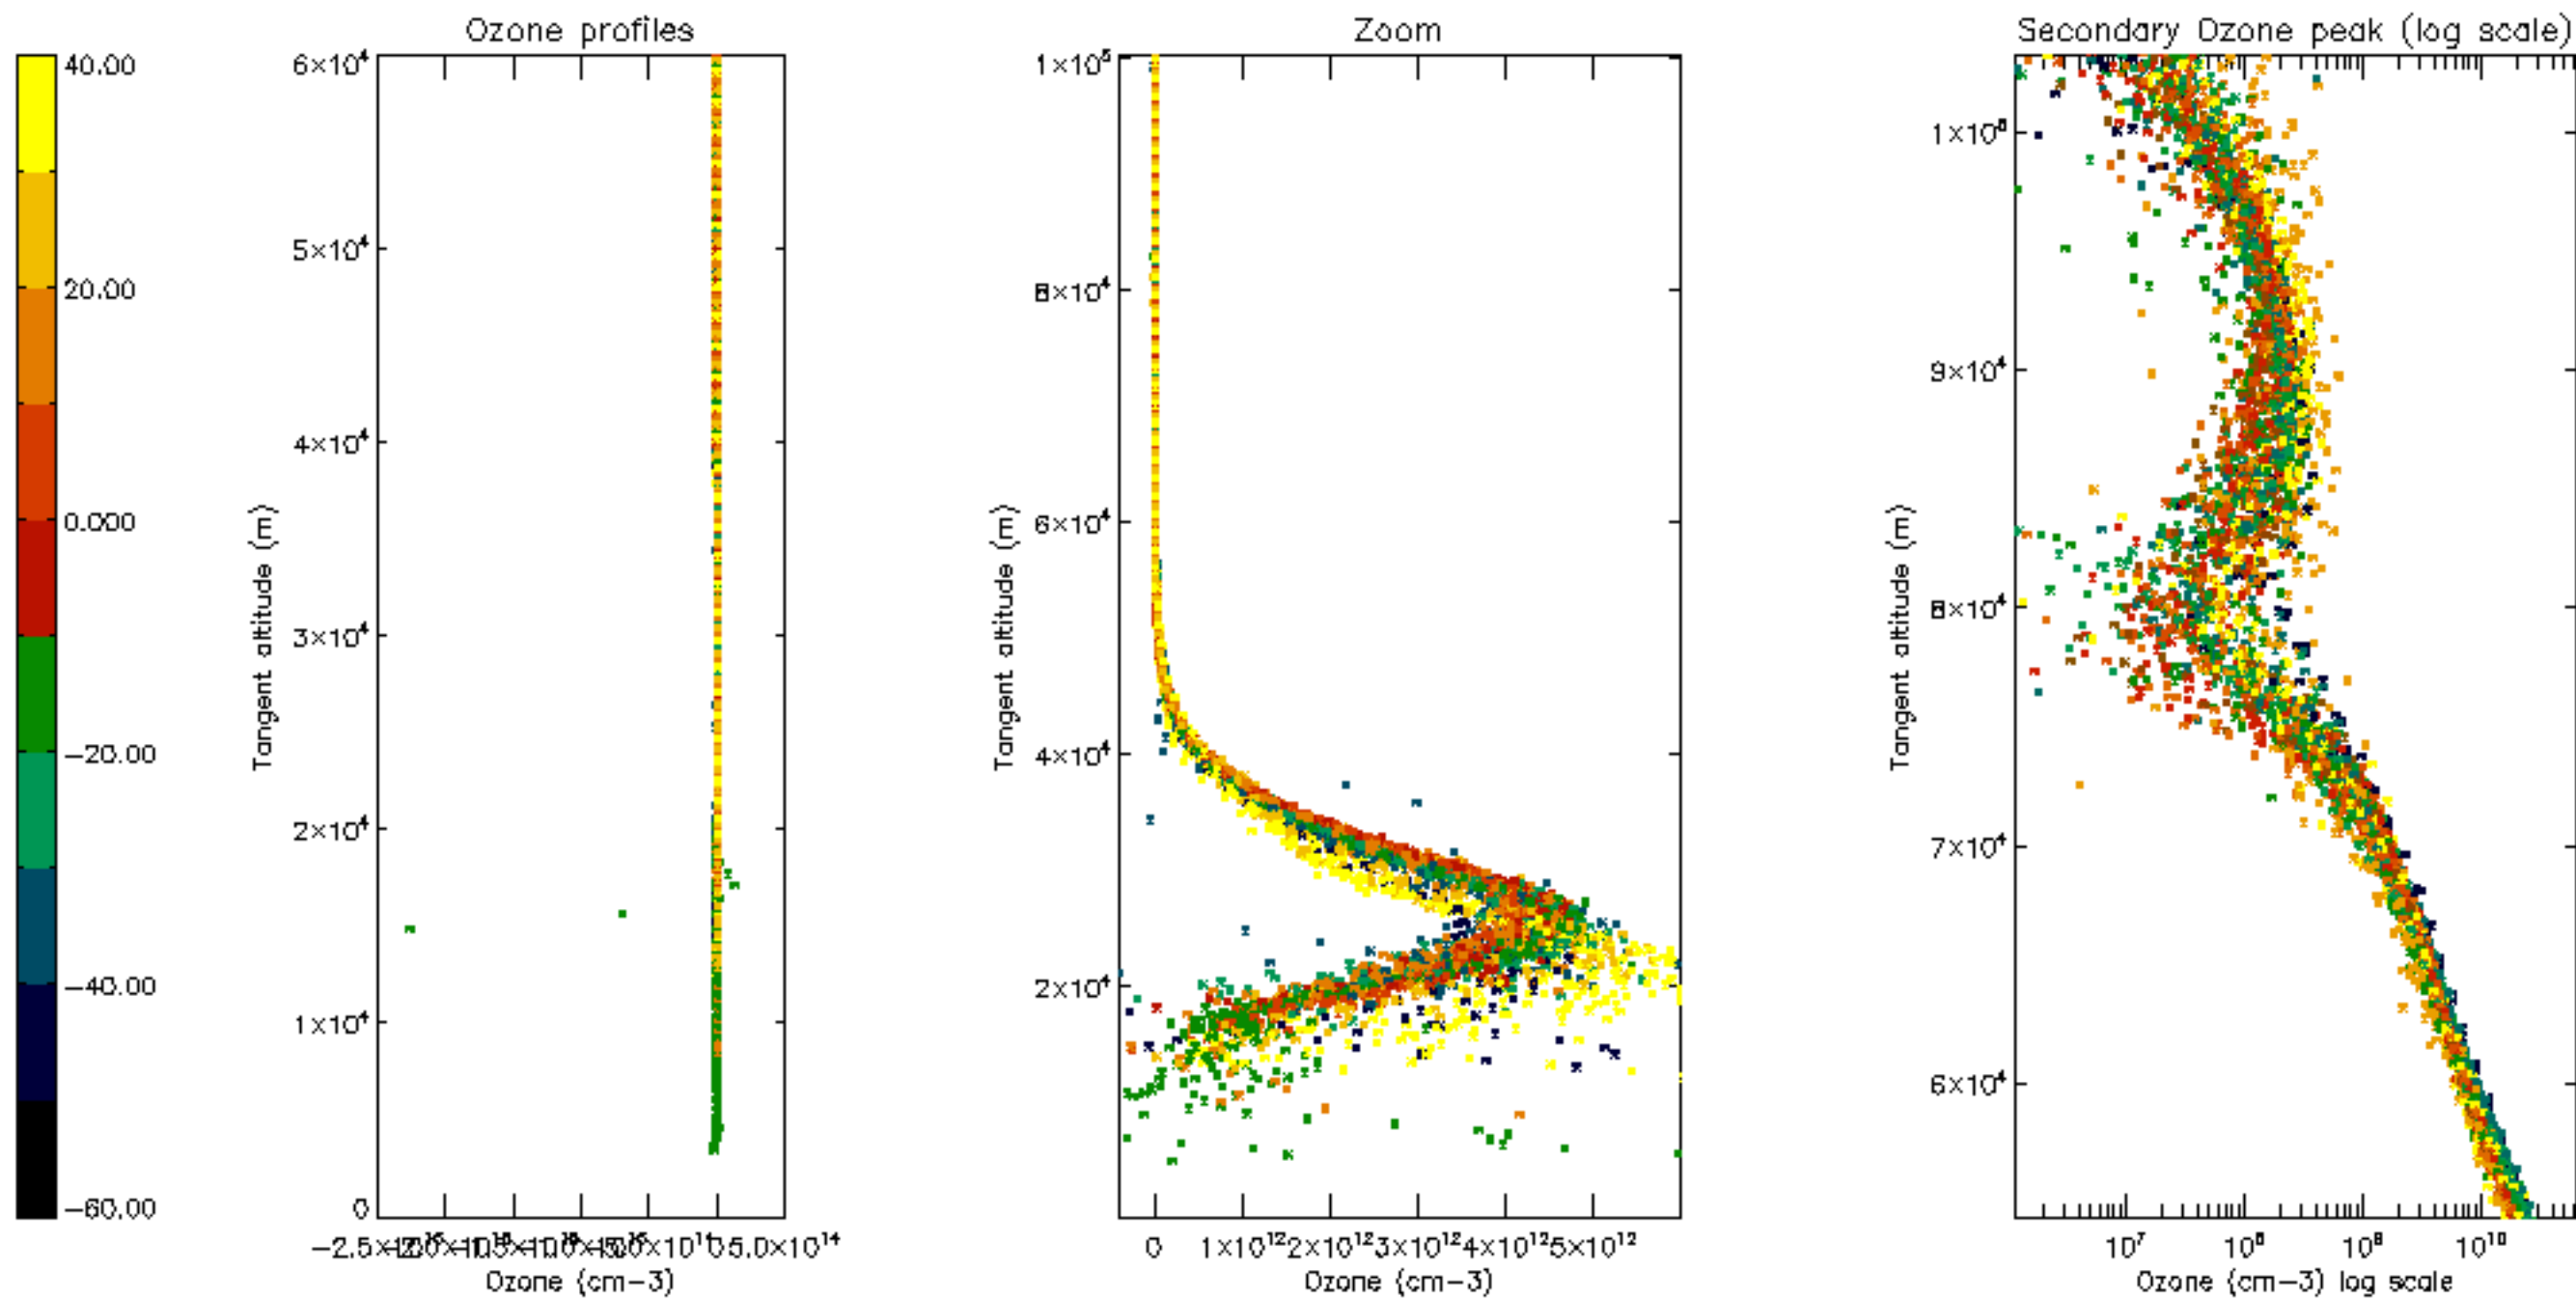 Ozone profiles
Zoom
Secondary Ozone peak (log scale)
40.00
20.00
0.000
−20.00
−40.00
−60.00
6×10⁴
5×10⁴
4×10⁴
3×10⁴
2×10⁴
1×10⁴
0
Tangent altitude (m)
5.0×10¹⁴
Ozone (cm−3)
1×10⁵
8×10⁴
6×10⁴
4×10⁴
2×10⁴
Tangent altitude (m)
0 1×10¹² 2×10¹² 3×10¹² 4×10¹² 5×10¹²
Ozone (cm−3)
9×10⁴
8×10⁴
7×10⁴
6×10⁴
Tangent altitude (m)
10⁷ 10⁸ 10⁹ 10¹⁰
Ozone (cm−3) log scale